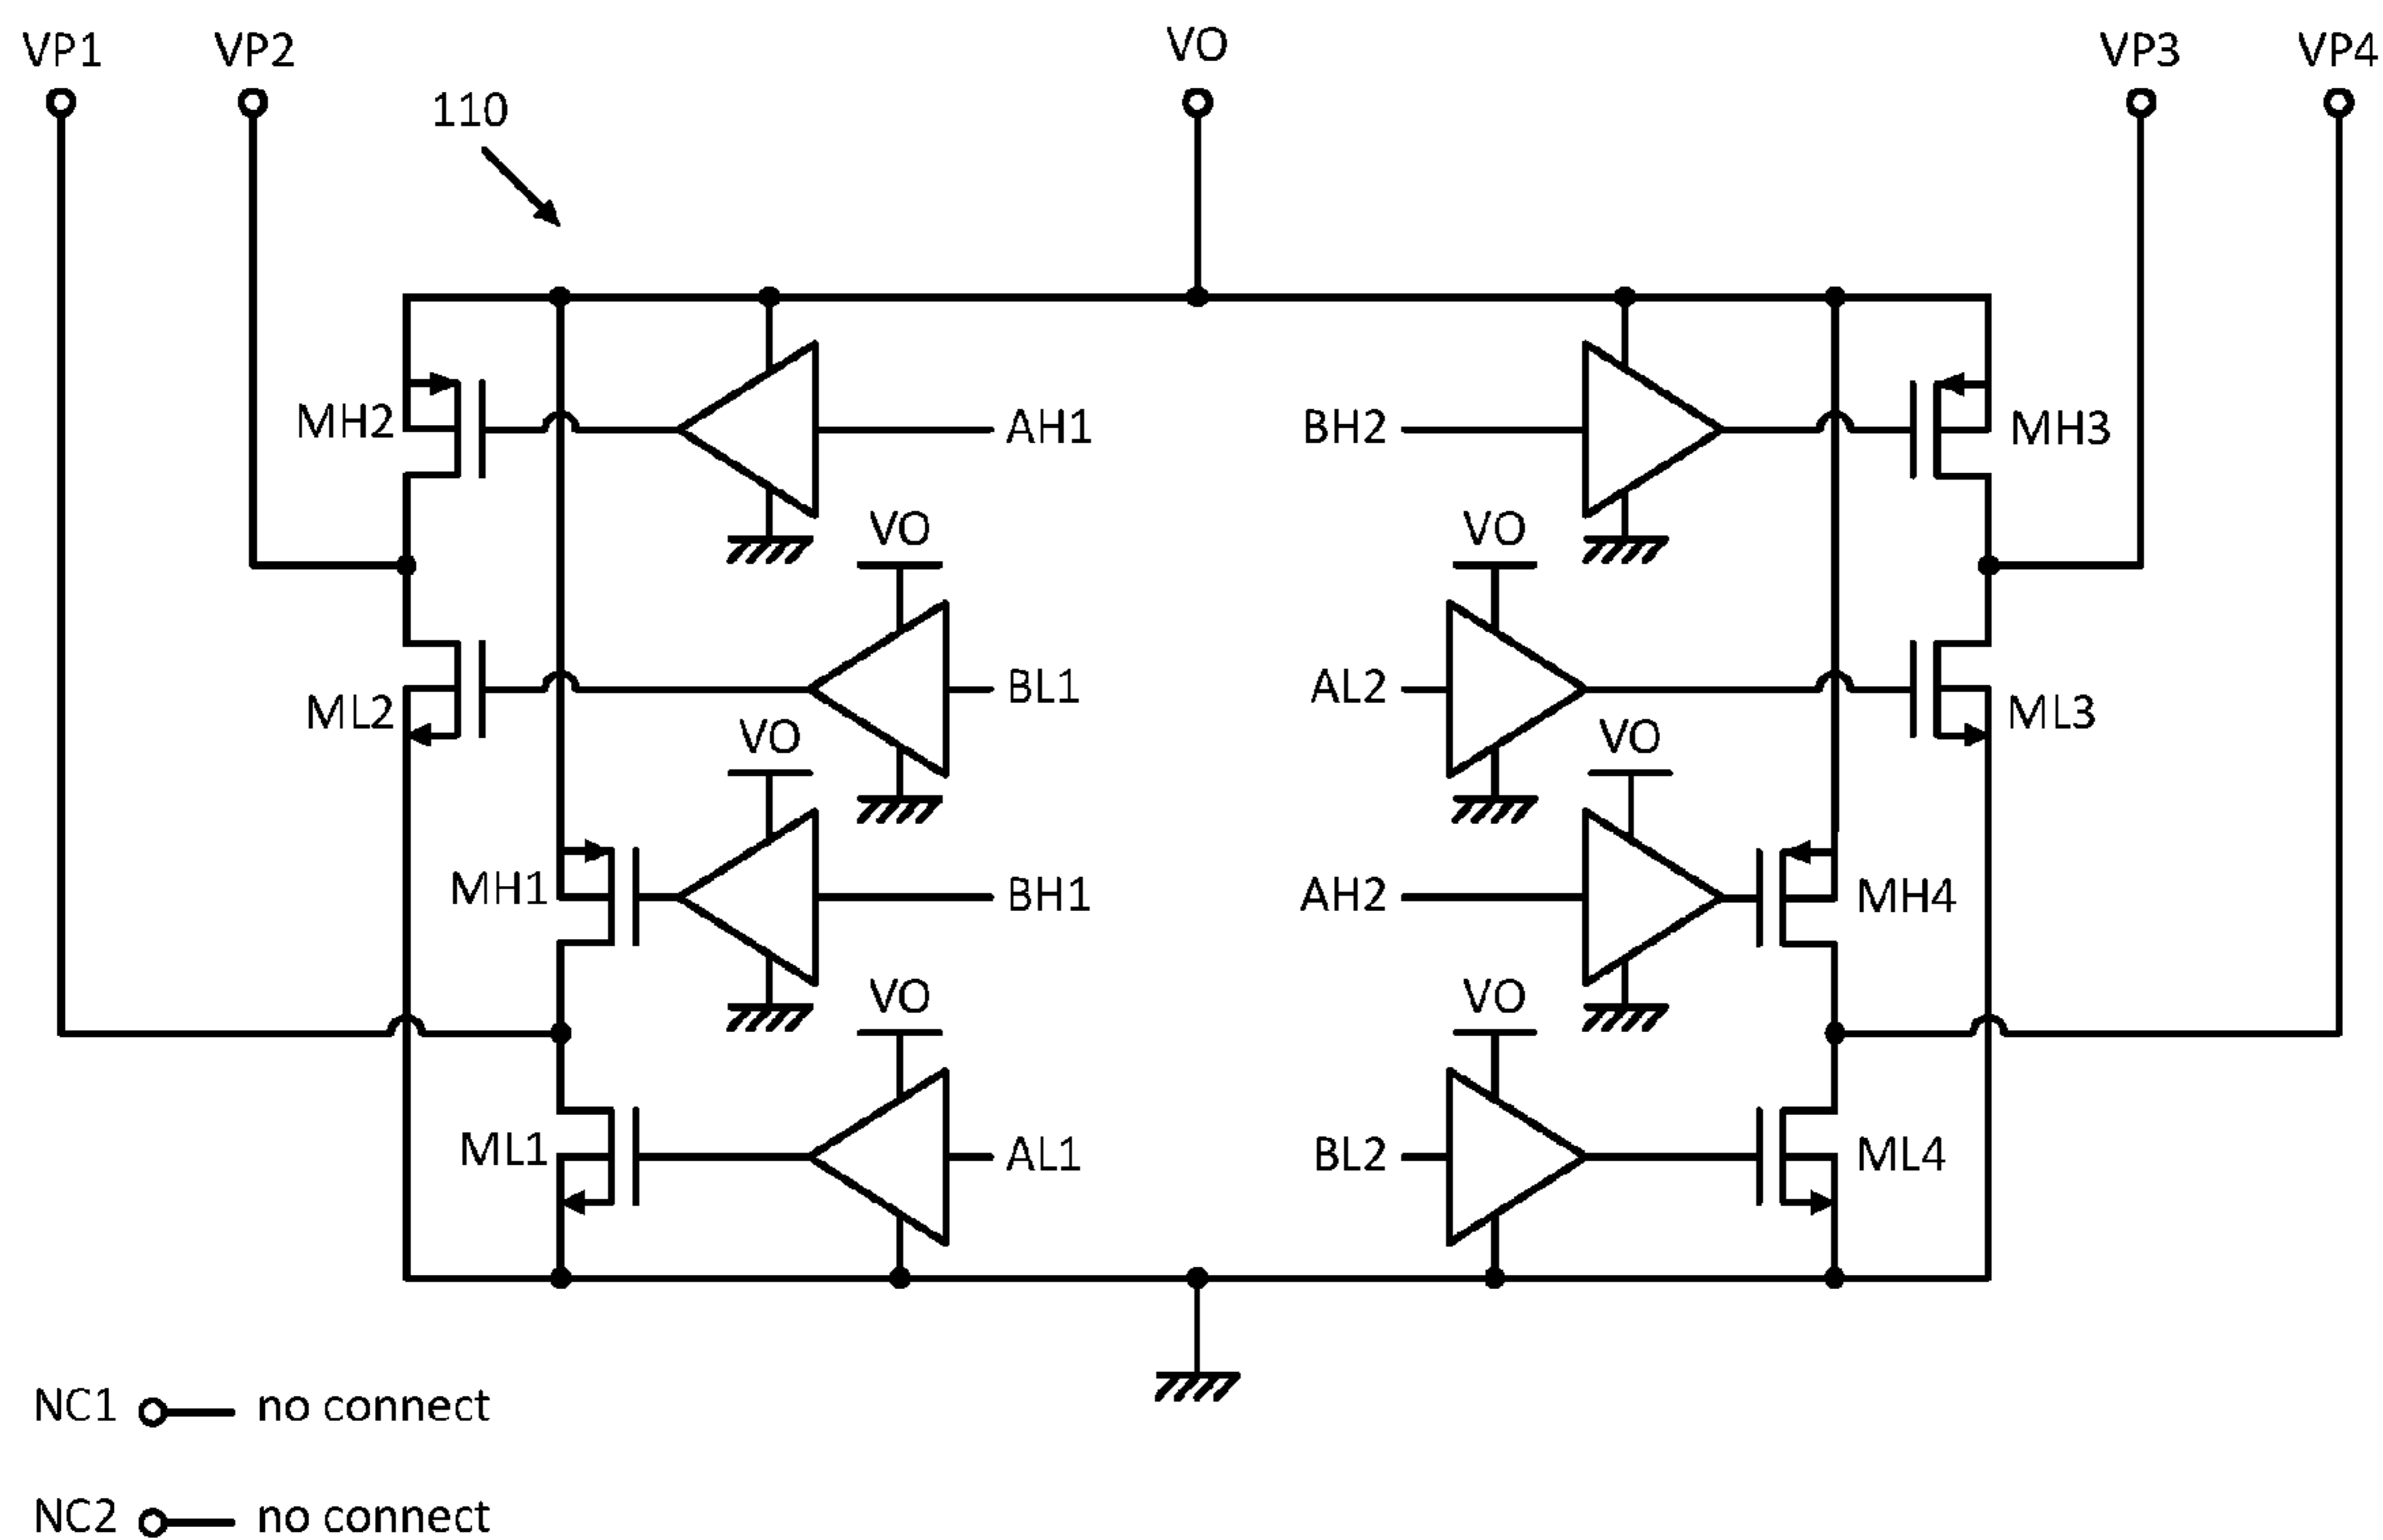 VP1 VP2 VO VP3 VP4
110
MH2 AH1 BH2 MH3
VO VO
ML2 BL1 AL2 ML3
VO VO
MH1 BH1 AH2 MH4
VO VO
ML1 AL1 BL2 ML4
NC1 no connect
NC2 no connect